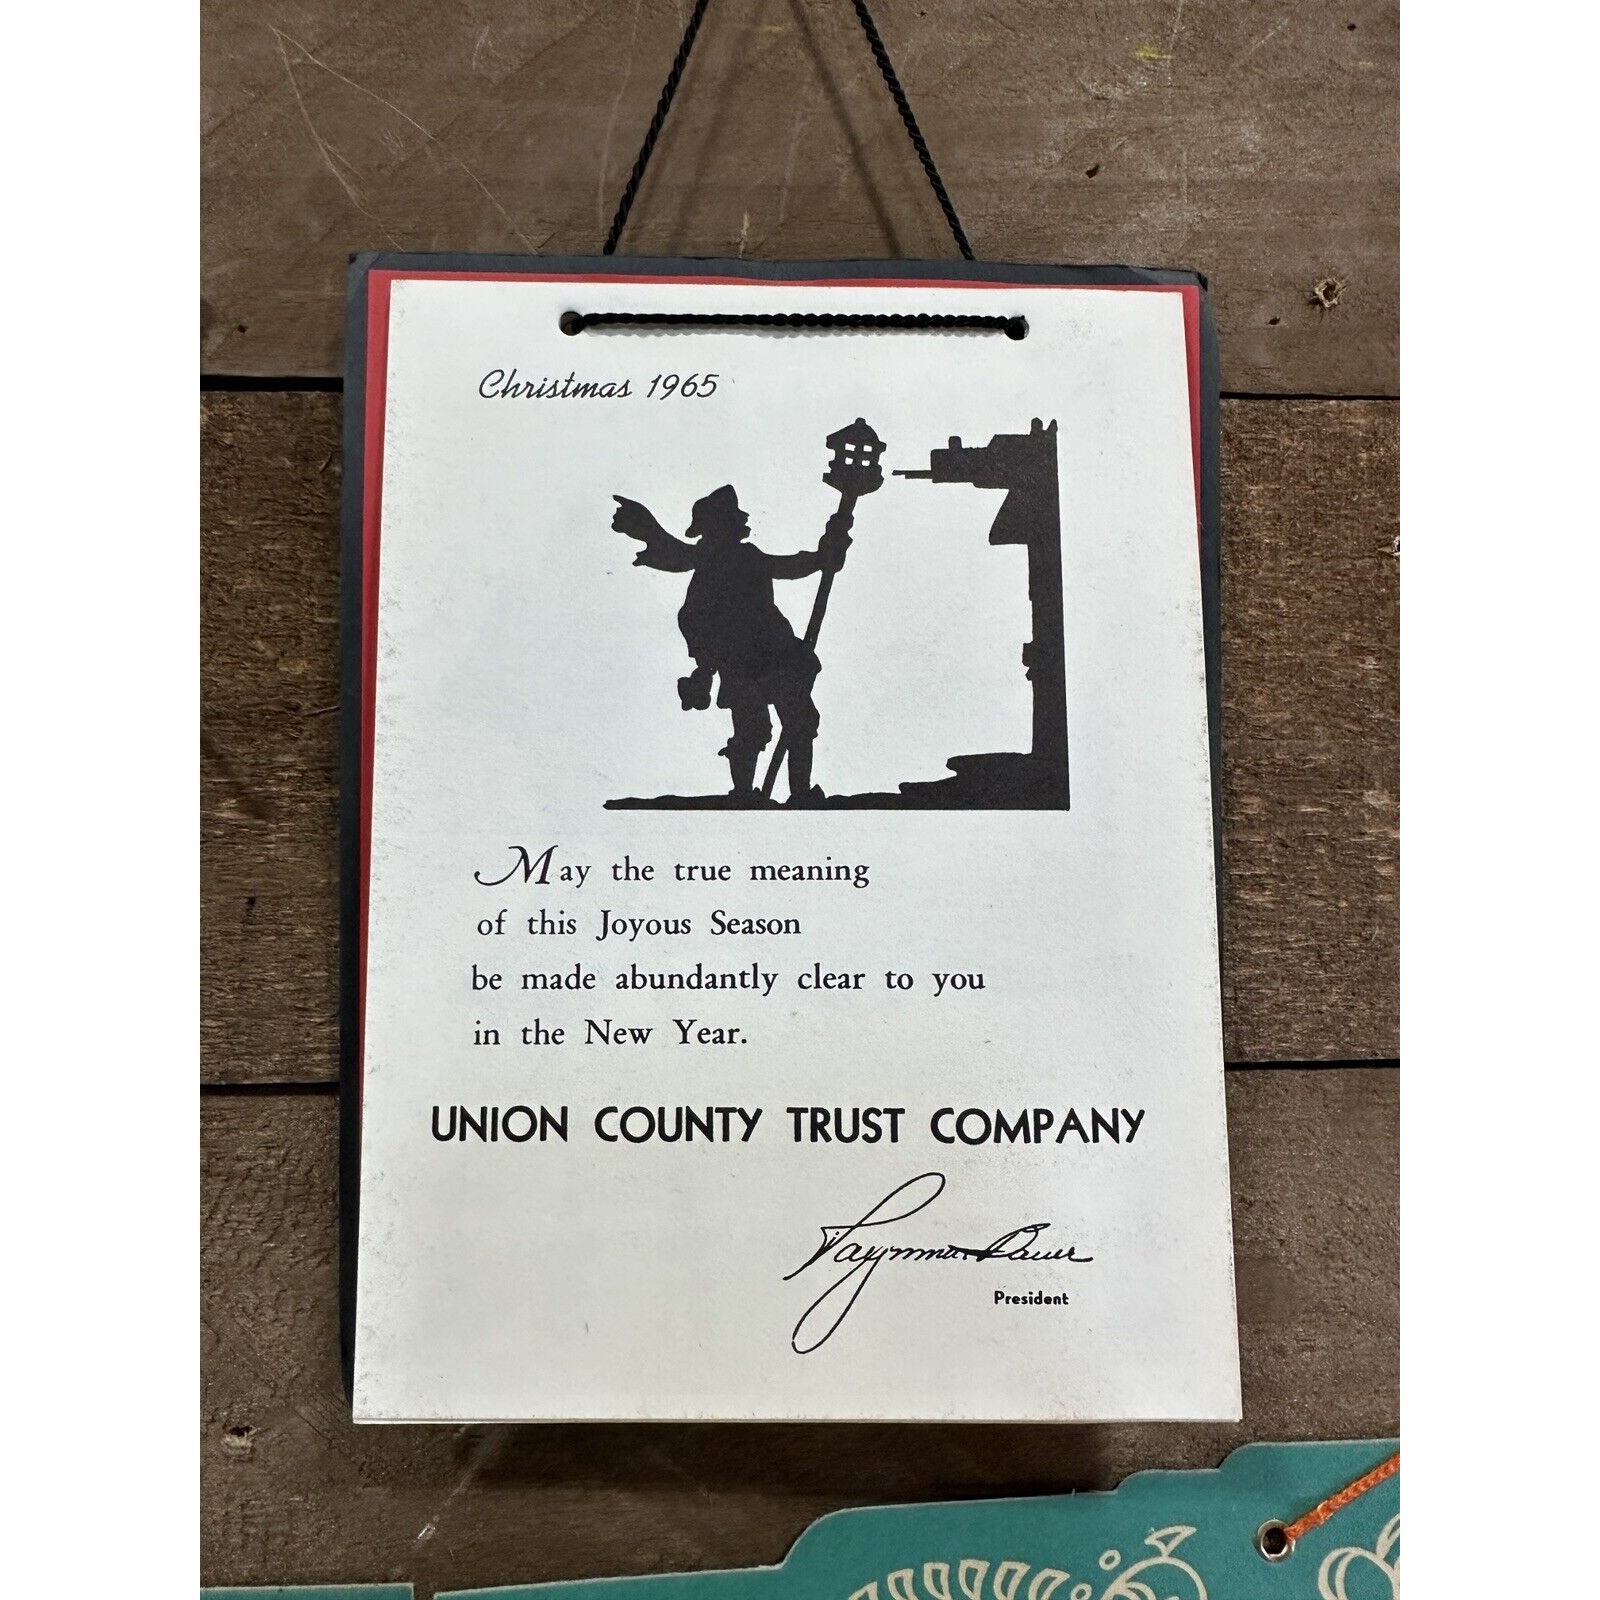 Christmas 1965
May the true meaning
of this Joyous Season
be made abundantly clear to you
in the New Year.
UNION COUNTY TRUST COMPANY
President